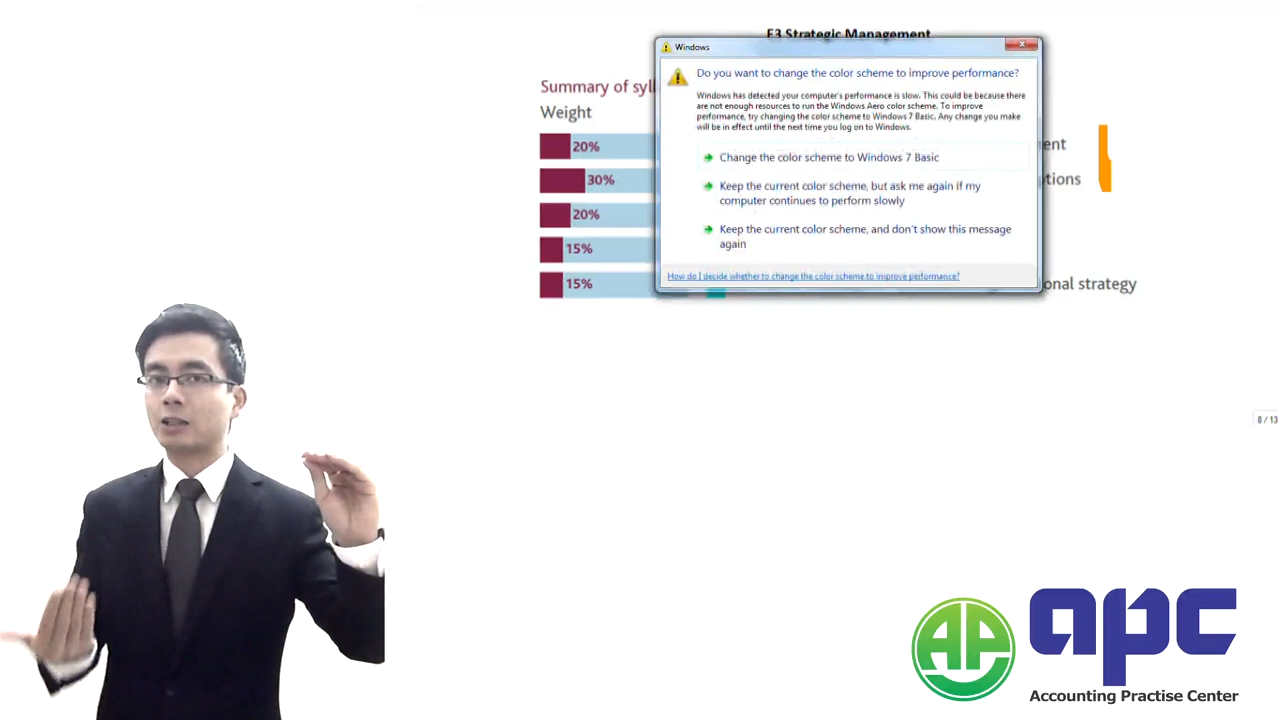 E3 Strategic Management
Windows
Do you want to change the color scheme to improve performance?
Windows has detected your computer's performance is slow. This could be because there
are not enough resources to run the Windows Aero color scheme. To improve
performance, try changing the color scheme to Windows 7 Basic. Any change you make
will be in effect until the next time you log on to Windows.
Change the color scheme to Windows 7 Basic
Keep the current color scheme, but ask me again if my
computer continues to perform slowly
Keep the current color scheme, and don't show this message
again
How do I decide whether to change the color scheme to improve performance?
Summary of
Weight
20%
30%
20%
15%
15%
strategy
8 / 13
AP
apc
Accounting Practise Center